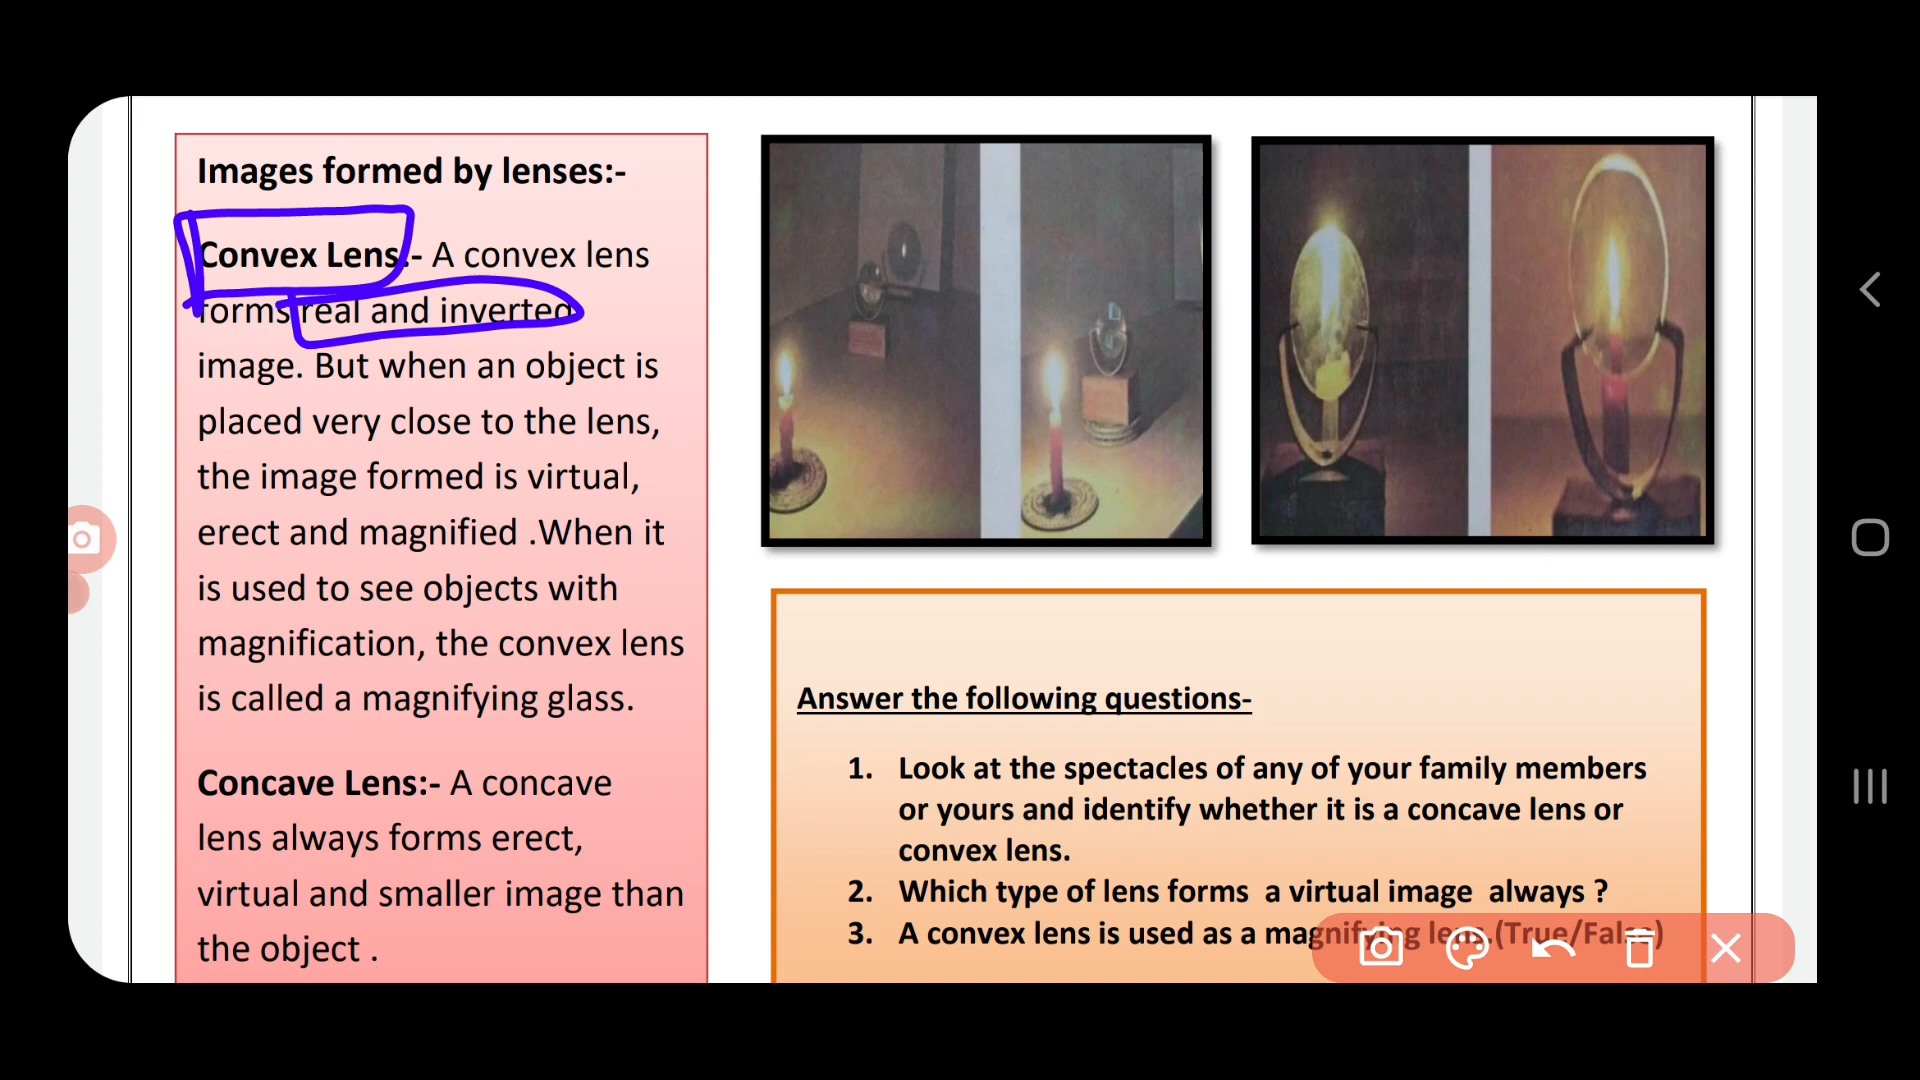 Images formed by lenses:-
Convex Lens:- A convex lens
forms real and inverted
image. But when an object is
placed very close to the lens,
the image formed is virtual,
erect and magnified .When it
is used to see objects with
magnification, the convex lens
is called a magnifying glass.
Concave Lens:- A concave
lens always forms erect,
virtual and smaller image than
the object .
Answer the following questions-
1. Look at the spectacles of any of your family members
or yours and identify whether it is a concave lens or
convex lens.
2. Which type of lens forms a virtual image always ?
3. A convex lens is used as a magnifying lens.(True/False)